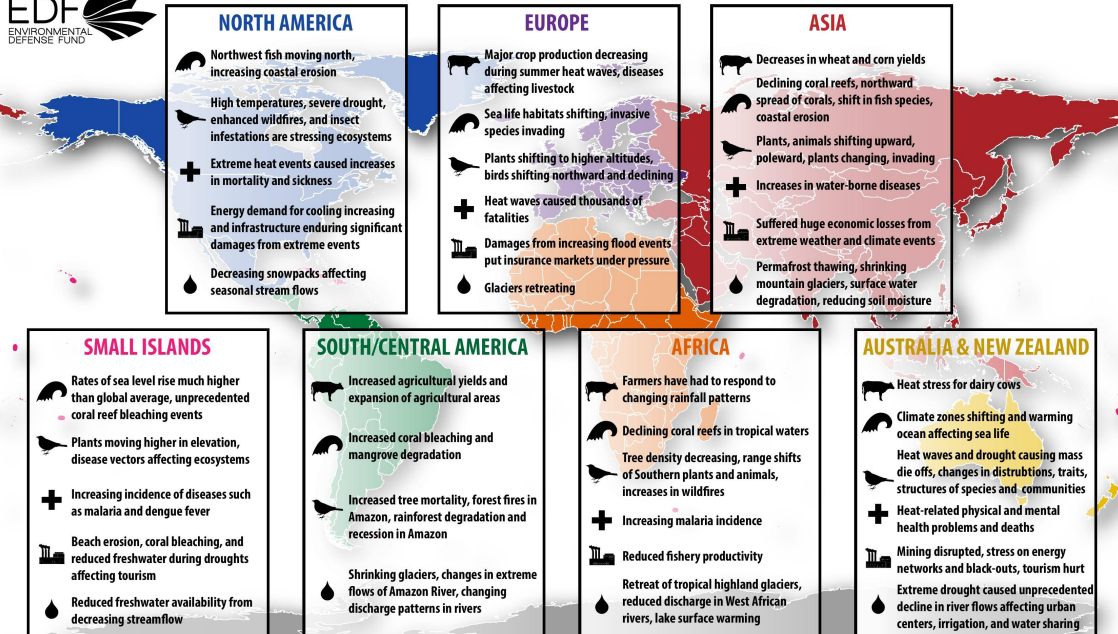 EDF
ENVIRONMENTAL
DEFENSE FUND
NORTH AMERICA
Northwest fish moving north,
increasing coastal erosion
High temperatures, severe drought,
enhanced wildfires, and insect
infestations are stressing ecosystems
Extreme heat events caused increases
in mortality and sickness
Energy demand for cooling increasing
and infrastructure enduring significant
damages from extreme events
Decreasing snowpacks affecting
seasonal stream flows
EUROPE
Major crop production decreasing
during summer heat waves, diseases
affecting livestock
Sea life habitats shifting, invasive
species invading
Plants shifting to higher altitudes,
birds shifting northward and declining
Heat waves caused thousands of
fatalities
Damages from increasing flood events
put insurance markets under pressure
Glaciers retreating
ASIA
Decreases in wheat and corn yields
Declining coral reefs, northward
spread of corals, shift in fish species,
coastal erosion
Plants, animals shifting upward,
poleward, plants changing, invading
Increases in water-borne diseases
Suffered huge economic losses from
extreme weather and climate events
Permafrost thawing, shrinking
mountain glaciers, surface water
degradation, reducing soil moisture
SMALL ISLANDS
Rates of sea level rise much higher
than global average, unprecedented
coral reef bleaching events
Plants moving higher in elevation,
disease vectors affecting ecosystems
Increasing incidence of diseases such
as malaria and dengue fever
Beach erosion, coral bleaching, and
reduced freshwater during droughts
affecting tourism
Reduced freshwater availability from
decreasing streamflow
SOUTH/CENTRAL AMERICA
Increased agricultural yields and
expansion of agricultural areas
Increased coral bleaching and
mangrove degradation
Increased tree mortality, forest fires in
Amazon, rainforest degradation and
recession in Amazon
Shrinking glaciers, changes in extreme
flows of Amazon River, changing
discharge patterns in rivers
AFRICA
Farmers have had to respond to
changing rainfall patterns
Declining coral reefs in tropical waters
Tree density decreasing, range shifts
of Southern plants and animals,
increases in wildfires
Increasing malaria incidence
Reduced fishery productivity
Retreat of tropical highland glaciers,
reduced discharge in West African
rivers, lake surface warming
AUSTRALIA & NEW ZEALAND
Heat stress for dairy cows
Climate zones shifting and warming
ocean affecting sea life
Heat waves and drought causing mass
die offs, changes in distrubtions, traits,
structures of species and communities
Heat-related physical and mental
health problems and deaths
Mining disrupted, stress on energy
networks and black-outs, tourism hurt
Extreme drought caused unprecedented
decline in river flows affecting urban
centers, irrigation, and water sharing